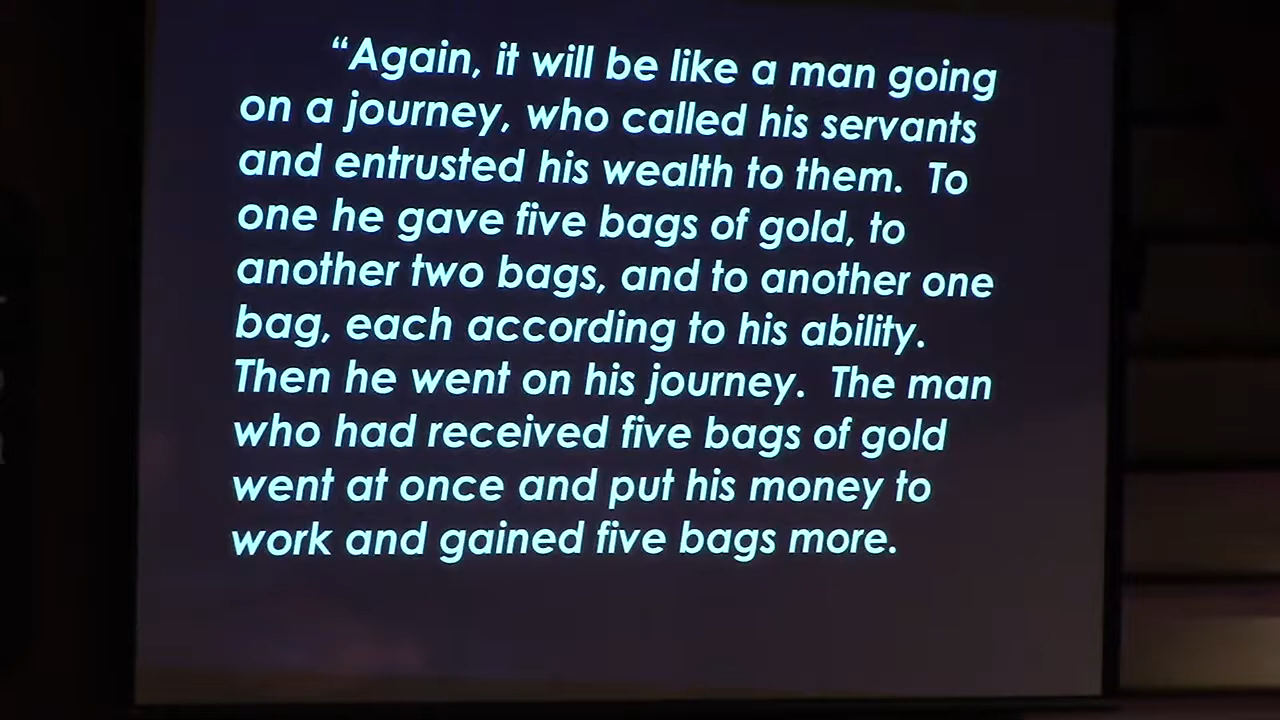 “Again, it will be like a man going
on a journey, who called his servants
and entrusted his wealth to them.  To
one he gave five bags of gold, to
another two bags, and to another one
bag, each according to his ability.
Then he went on his journey.  The man
who had received five bags of gold
went at once and put his money to
work and gained five bags more.